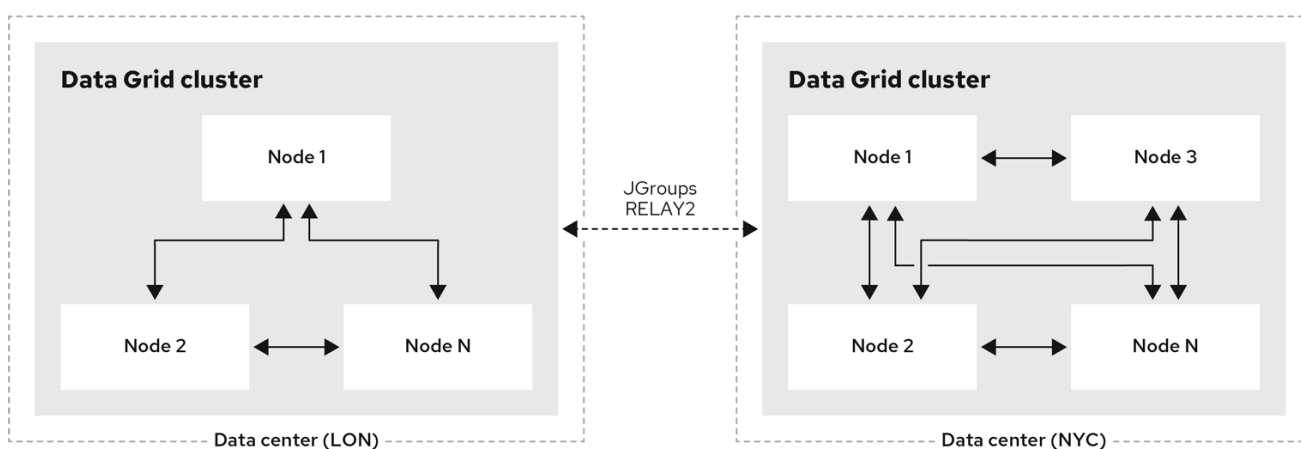 Data Grid cluster
Node 1
Node 2
Node N
Data center (LON)
JGroups
RELAY2
Data Grid cluster
Node 1
Node 3
Node 2
Node N
Data center (NYC)